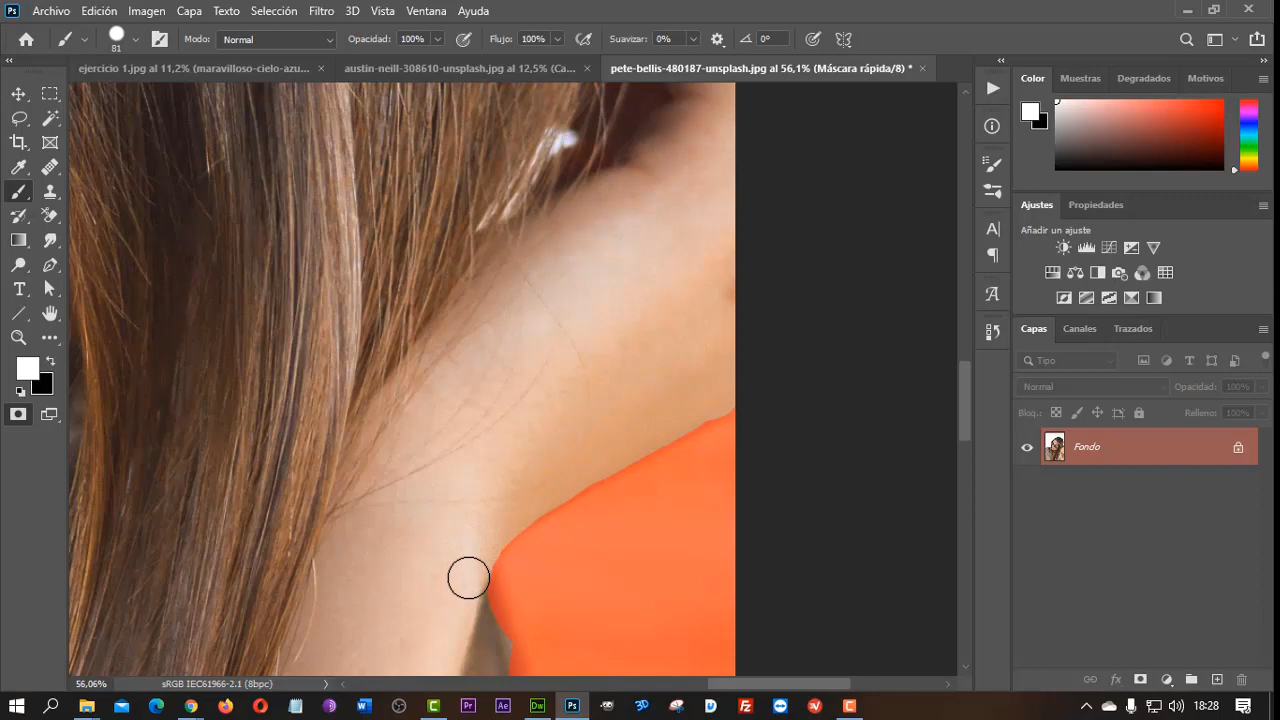 Ps Archivo Edición Imagen Capa Texto Selección Filtro 3D Vista Ventana Ayuda
81 Modo: Normal Opacidad: 100% Flujo: 100% Suavizar: 0% 0°
ejercicio 1.jpg al 11,2% (maravilloso-cielo-azu... × austin-neill-308610-unsplash.jpg al 12,5% (Ca... × pete-bellis-480187-unsplash.jpg al 56,1% (Máscara rápida/8) * ×
Color Muestras Degradados Motivos
Ajustes Propiedades
Añadir un ajuste
Capas Canales Trazados
Tipo
Normal Opacidad: 100%
Bloq.: Relleno: 100%
Fondo
56,06% sRGB IEC61966-2.1 (8bpc)
18:28